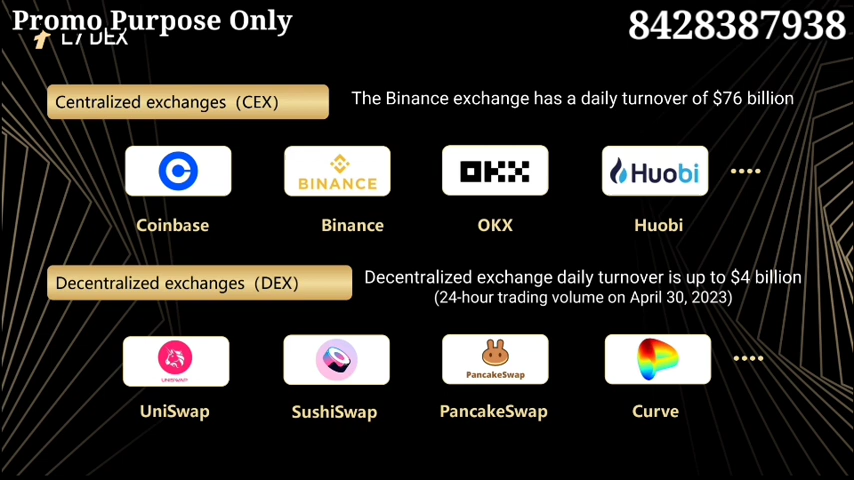 Promo Purpose Only
8428387938
Centralized exchanges (CEX)
The Binance exchange has a daily turnover of $76 billion
BINANCE
OKX
Huobi
Coinbase
Binance
OKX
Huobi
Decentralized exchanges (DEX)
Decentralized exchange daily turnover is up to $4 billion
(24-hour trading volume on April 30, 2023)
UNISWAP
PancakeSwap
UniSwap
SushiSwap
PancakeSwap
Curve